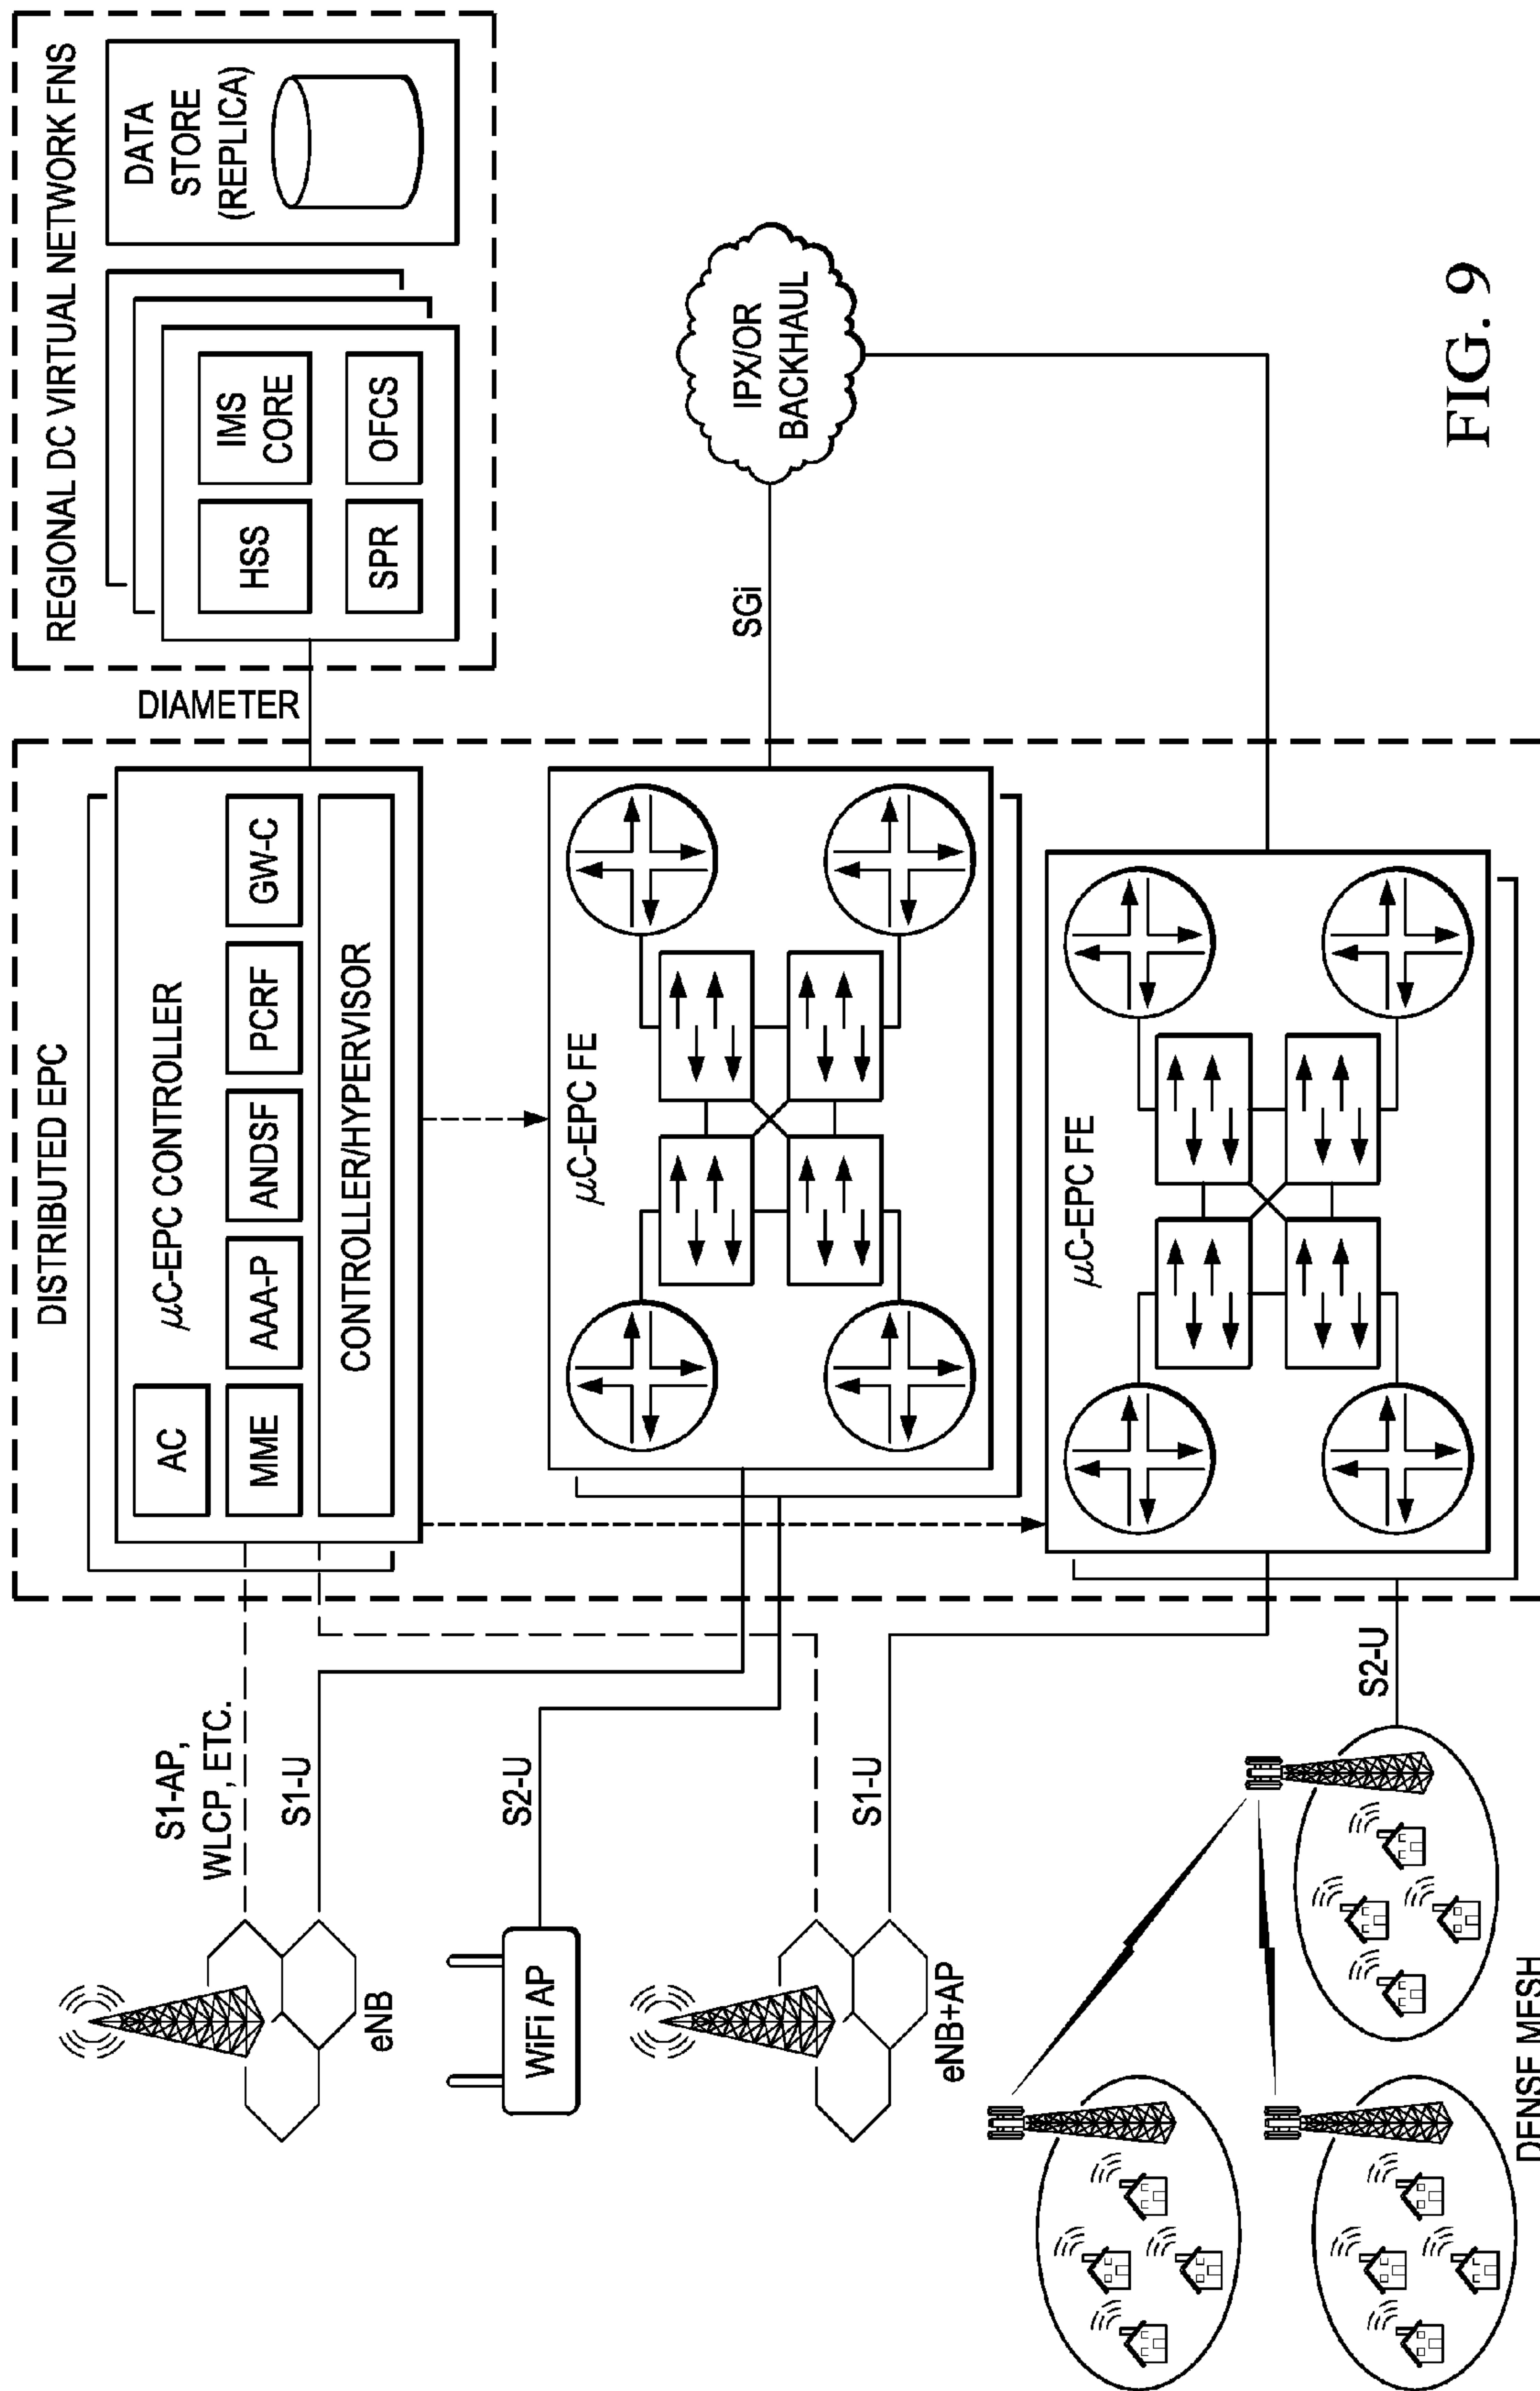 DISTRIBUTED EPC
REGIONAL DC VIRTUAL NETWORK FNS
S1-AP,
WLCP, ETC.
S1-U
eNB
AC
μC-EPC CONTROLLER
MME
AAA-P
ANDSF
PCRF
GW-C
CONTROLLER/HYPERVISOR
DIAMETER
HSS
IMS
CORE
SPR
OFCS
DATA
STORE
(REPLICA)
WiFi AP
S2-U
μC-EPC FE
SGi
IPX/OR
BACKHAUL
eNB+AP
S1-U
μC-EPC FE
S2-U
DENSE MESH
FIG. 9